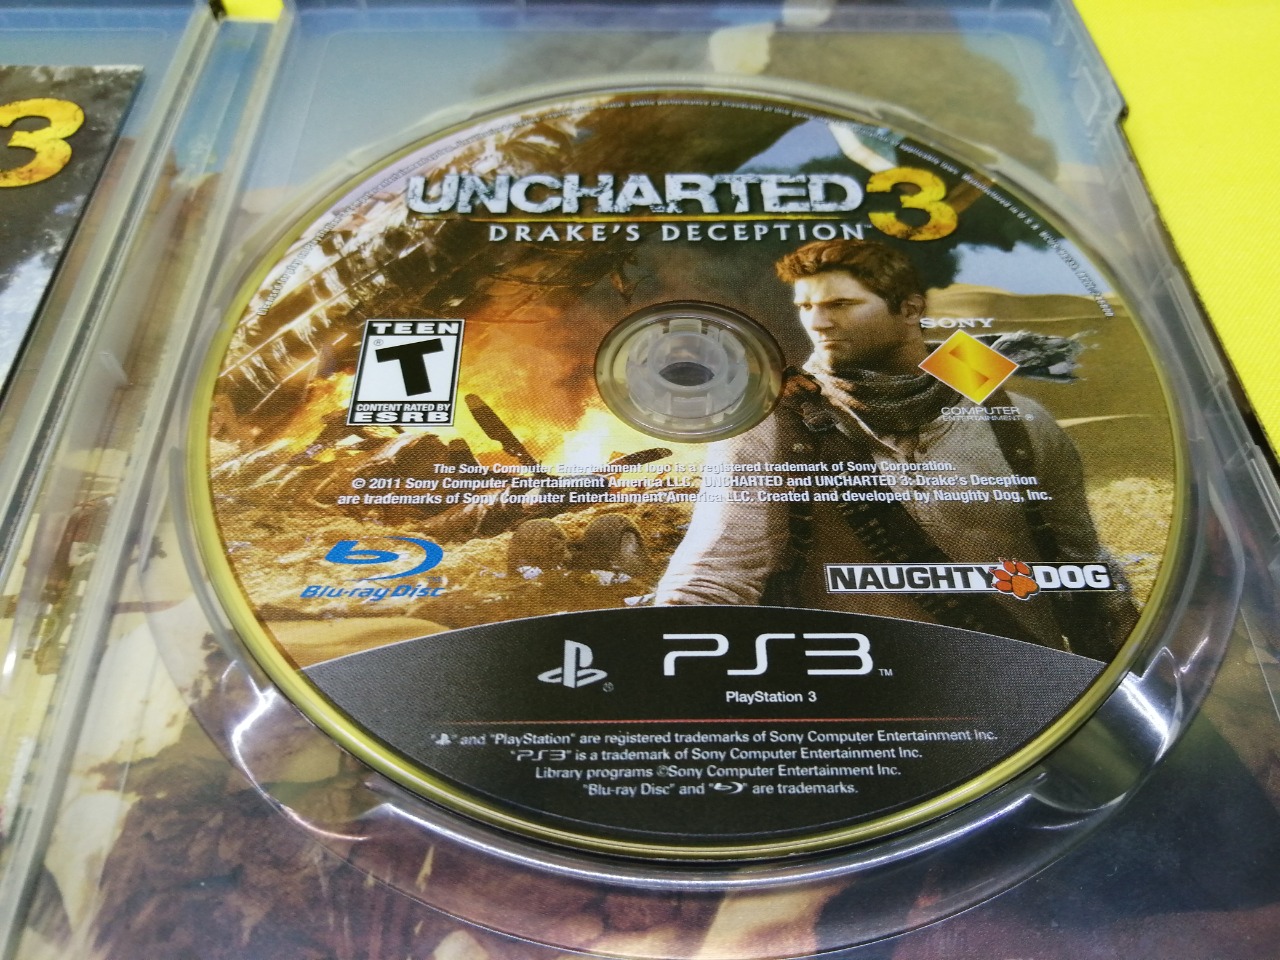 3
UNCHARTED 3
DRAKE'S DECEPTION™
TEEN
T
®
CONTENT RATED BY
ESRB
SONY
COMPUTER
ENTERTAINMENT ®
The Sony Computer Entertainment logo is a registered trademark of Sony Corporation.
© 2011 Sony Computer Entertainment America LLC. UNCHARTED and UNCHARTED 3: Drake's Deception
are trademarks of Sony Computer Entertainment America LLC. Created and developed by Naughty Dog, Inc.
Blu-ray Disc
NAUGHTY DOG
PS3™
PlayStation 3
" " and "PlayStation" are registered trademarks of Sony Computer Entertainment Inc.
"PS3" is a trademark of Sony Computer Entertainment Inc.
Library programs ©Sony Computer Entertainment Inc.
"Blu-ray Disc" and " " are trademarks.